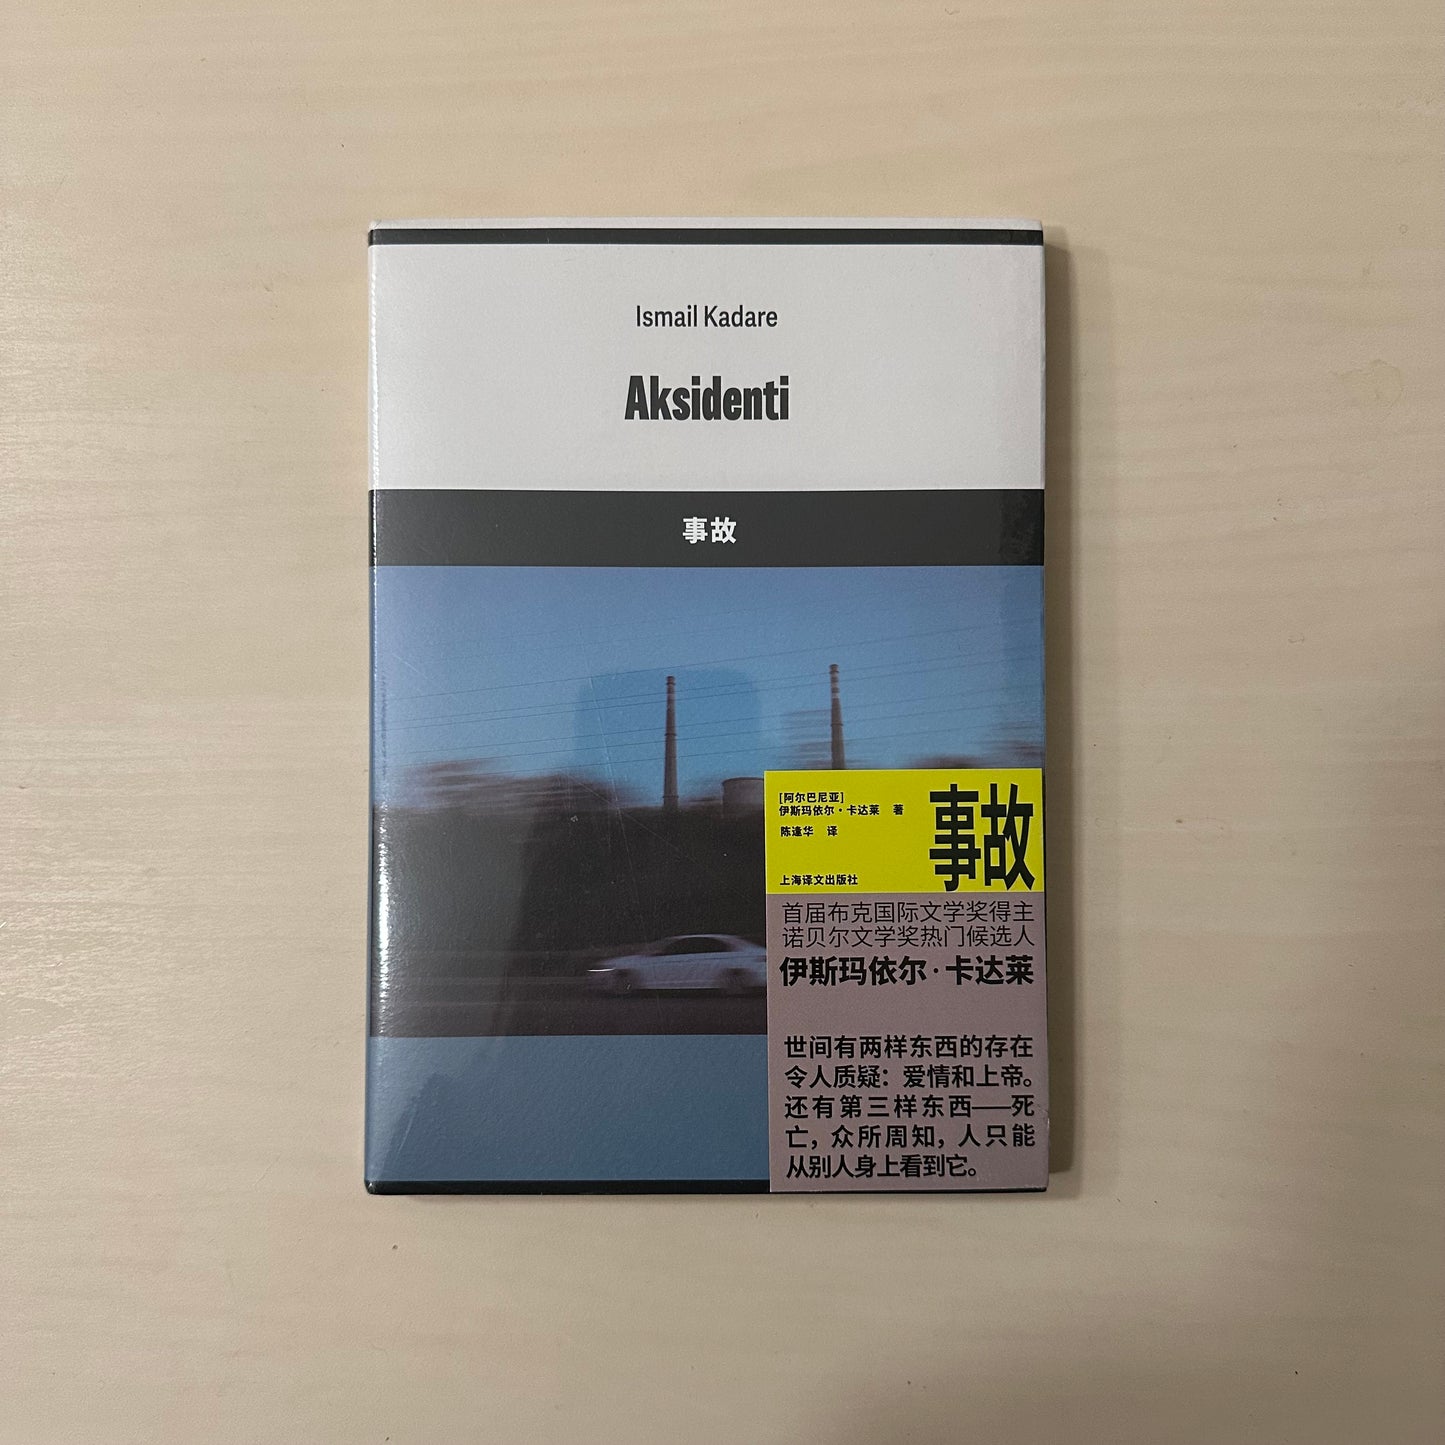 Ismail Kadare
Aksidenti
事故
[阿尔巴尼亚]
伊斯玛依尔·卡达莱 著
陈逢华 译
上海译文出版社
事故
首届布克国际文学奖得主
诺贝尔文学奖热门候选人
伊斯玛依尔·卡达莱
世间有两样东西的存在
令人质疑：爱情和上帝。
还有第三样东西——死
亡，众所周知，人只能
从别人身上看到它。